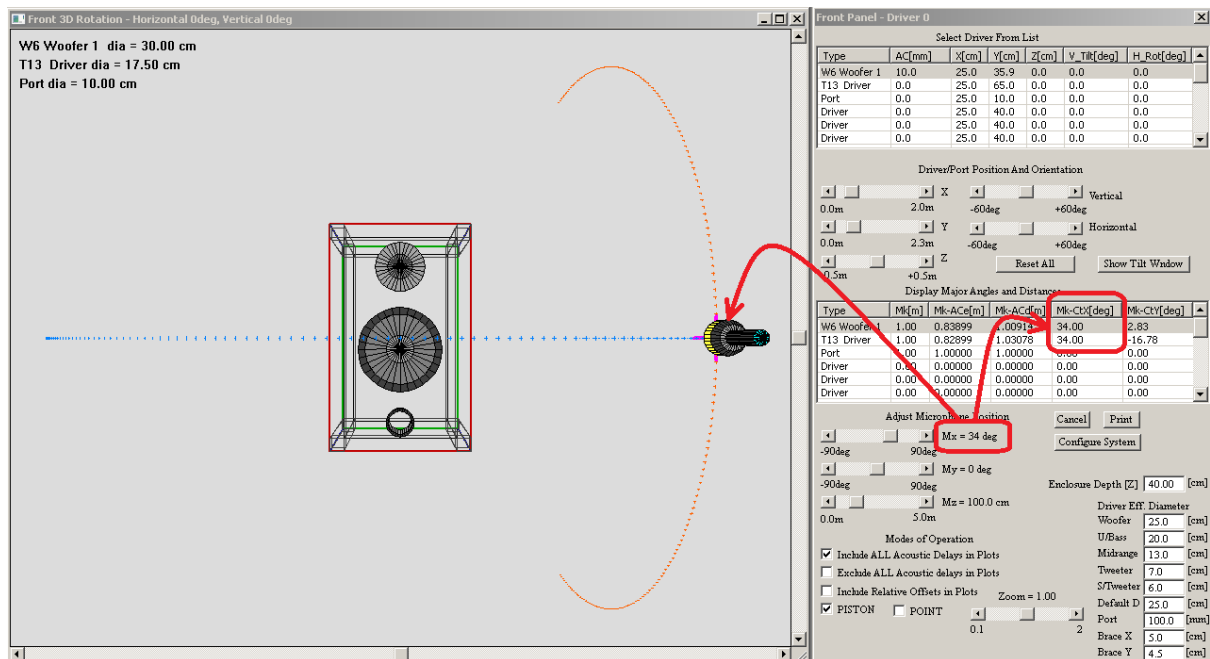 Front 3D Rotation - Horizontal 0deg, Vertical 0deg
W6 Woofer 1 dia = 30.00 cm
T13 Driver dia = 17.50 cm
Port dia = 10.00 cm
Front Panel - Driver 0
Select Driver From List
Type AC[mm] X[cm] Y[cm] Z[cm] V_Tilt[deg] H_Rot[deg]
W6 Woofer 1 10.0 25.0 35.9 0.0 0.0 0.0
T13 Driver 0.0 25.0 65.0 0.0 0.0 0.0
Port 0.0 25.0 10.0 0.0 0.0 0.0
Driver 0.0 25.0 40.0 0.0 0.0 0.0
Driver 0.0 25.0 40.0 0.0 0.0 0.0
Driver 0.0 25.0 40.0 0.0 0.0 0.0
Driver/Port Position And Orientation
X Vertical
0.0m 2.0m -60deg +60deg
Y Horizontal
0.0m 2.3m -60deg +60deg
Z Reset All Show Tilt Wndow
-0.5m +0.5m
Display Major Angles and Distances
Type Mk[m] Mk-ACe[m] Mk-ACd[m] Mk-CtX[deg] Mk-CtY[deg]
W6 Woofer 1 1.00 0.83899 1.00914 34.00 2.83
T13 Driver 1.00 0.82899 1.03078 34.00 -16.78
Port 1.00 1.00000 1.00000 0.00 0.00
Driver 0.00 0.00000 0.00000 0.00 0.00
Driver 0.00 0.00000 0.00000 0.00 0.00
Driver 0.00 0.00000 0.00000 0.00 0.00
Adjust Microphone Position Cancel Print
Mx = 34 deg Configure System
-90deg 90deg
My = 0 deg
-90deg 90deg Enclosure Depth [Z] 40.00 [cm]
Mz = 100.0 cm
0.0m 5.0m
Driver Eff. Diameter
Woofer 25.0 [cm]
Modes of Operation U/Bass 20.0 [cm]
Include ALL Acoustic Delays in Plots Midrange 13.0 [cm]
Exclude ALL Acoustic delays in Plots Tweeter 7.0 [cm]
Include Relative Offsets in Plots Zoom = 1.00 S/Tweeter 6.0 [cm]
PISTON POINT Default D 25.0 [cm]
0.1 2 Port 100.0 [mm]
Brace X 5.0 [cm]
Brace Y 4.5 [cm]